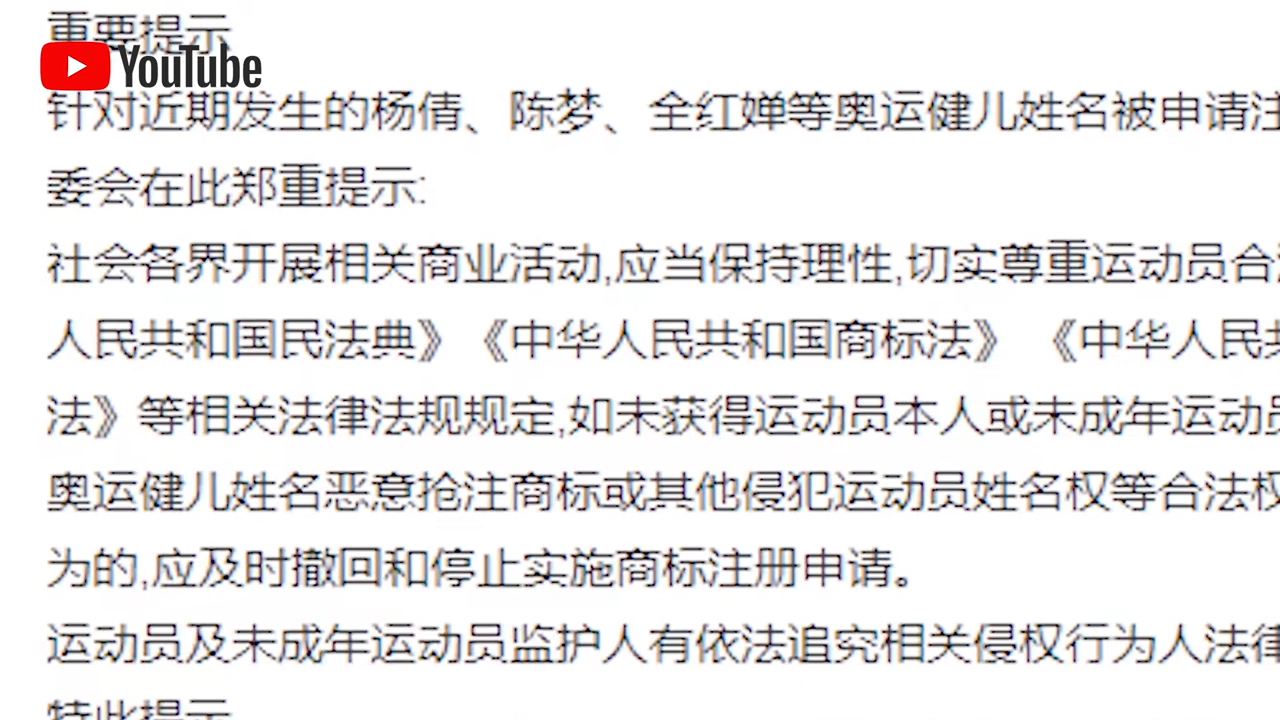 重要提示
YouTube
针对近期发生的杨倩、陈梦、全红婵等奥运健儿姓名被申请注
委会在此郑重提示:
社会各界开展相关商业活动,应当保持理性,切实尊重运动员合法
人民共和国民法典》《中华人民共和国商标法》 《中华人民共
法》等相关法律法规规定,如未获得运动员本人或未成年运动员
奥运健儿姓名恶意抢注商标或其他侵犯运动员姓名权等合法权
为的,应及时撤回和停止实施商标注册申请。
运动员及未成年运动员监护人有依法追究相关侵权行为人法律
特此提示